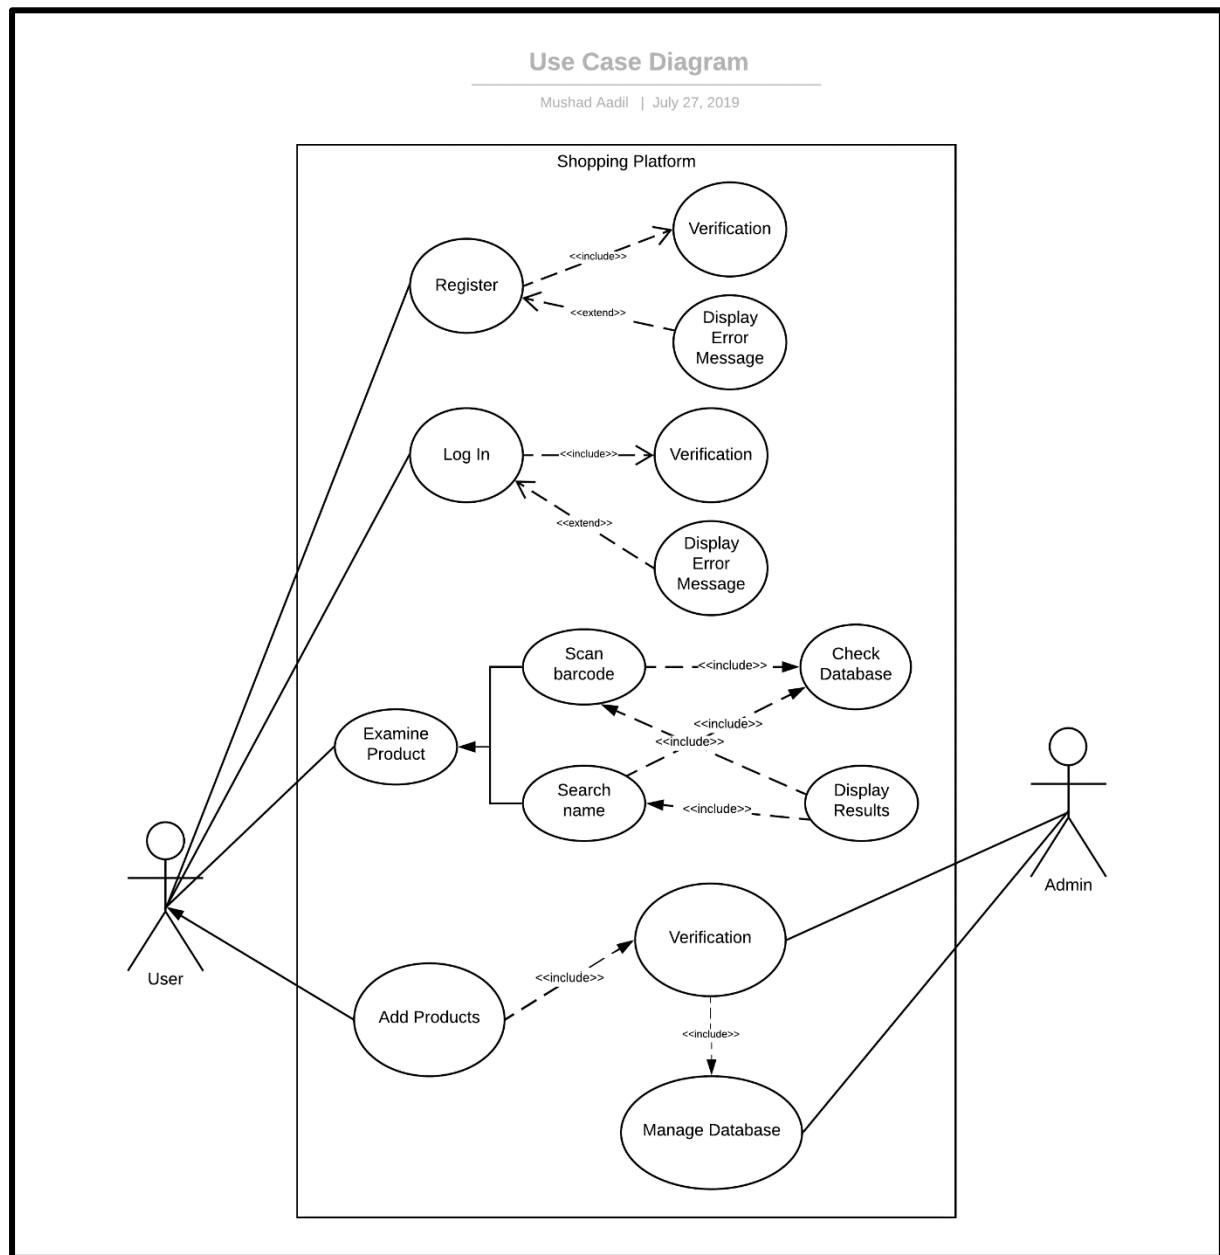 Use Case Diagram
Mushad Aadil | July 27, 2019
Shopping Platform
Verification
<<include>>
Register
<<extend>>
Display
Error
Message
Log In
<<include>>
Verification
<<extend>>
Display
Error
Message
Scan
barcode
<<include>>
Check
Database
<<include>>
Examine
Product
<<include>>
Search
name
<<include>>
Display
Results
Admin
Verification
User
<<include>>
Add Products
<<include>>
Manage Database